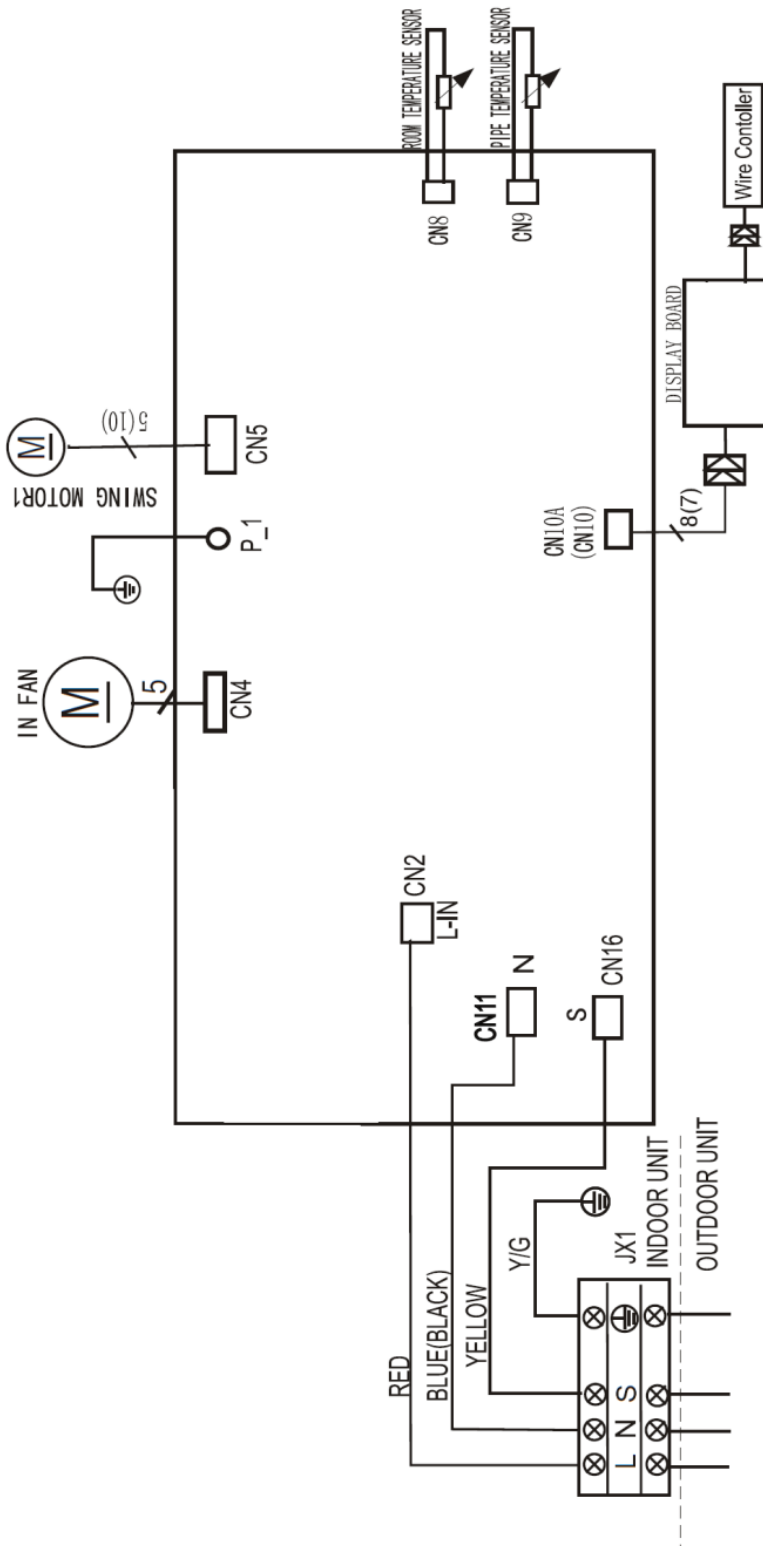 IN FAN
M
5
CN4
P_1
M
SWING MOTOR1
5(10)
CN5
ROOM TEMPERATURE SENSOR
CN8
PIPE TEMPERATURE SENSOR
CN9
CN2
L-IN
CN11
N
S
CN16
CN10A
(CN10)
8(7)
DISPLAY BOARD
Wire Contoller
RED
BLUE(BLACK)
YELLOW
Y/G
L N S
JX1
INDOOR UNIT
OUTDOOR UNIT